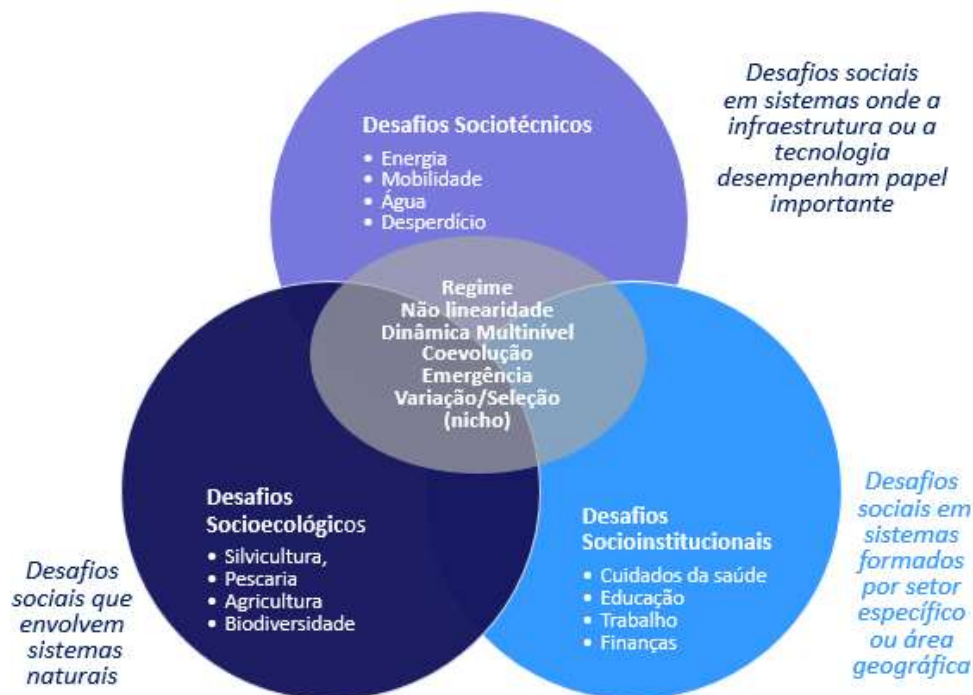 Desafios Sociotécnicos
• Energia
• Mobilidade
• Água
• Desperdício
Desafios sociais
em sistemas onde a
infraestrutura ou a
tecnologia
desempenham papel
importante
Regime
Não linearidade
Dinâmica Multinível
Coevolução
Emergência
Variação/Seleção
(nicho)
Desafios
Socioecológicos
• Silvicultura,
• Pescaria
• Agricultura
• Biodiversidade
Desafios
sociais que
envolvem
sistemas
naturais
Desafios
Socioinstitucionais
• Cuidados da saúde
• Educação
• Trabalho
• Finanças
Desafios
sociais em
sistemas
formados
por setor
específico
ou área
geográfica